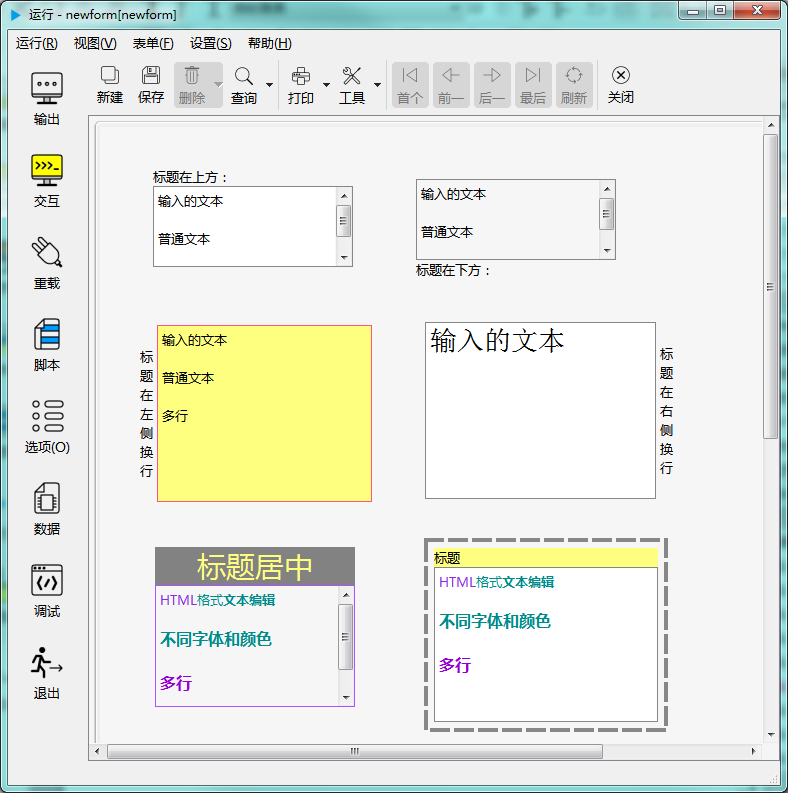 运行 - newform[newform]
运行(R) 视图(V) 表单(F) 设置(S) 帮助(H)
新建 保存 删除 查询 打印 工具 首个 前一 后一 最后 刷新 关闭
输出
交互
重载
脚本
选项(O)
数据
调试
退出
标题在上方：
输入的文本
普通文本
输入的文本
普通文本
标题在下方：
标题在左侧换行
输入的文本
普通文本
多行
输入的文本
标题在右侧换行
标题居中
HTML格式文本编辑
不同字体和颜色
多行
标题
HTML格式文本编辑
不同字体和颜色
多行